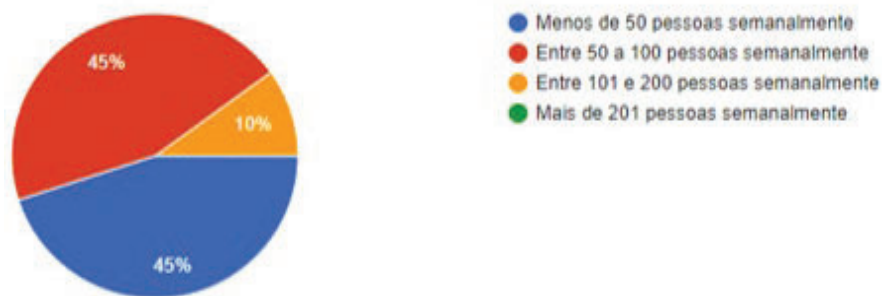 45%
10%
45%
Menos de 50 pessoas semanalmente
Entre 50 a 100 pessoas semanalmente
Entre 101 e 200 pessoas semanalmente
Mais de 201 pessoas semanalmente